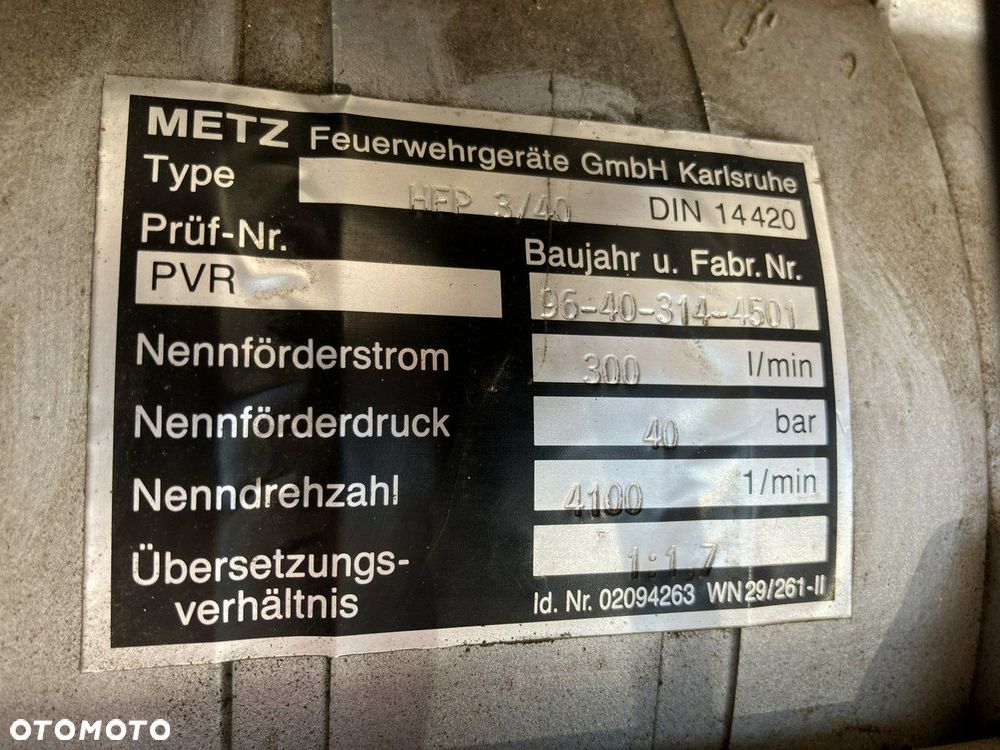 METZ Feuerwehrgeräte GmbH Karlsruhe
Type HFP 3/40 DIN 14420
Prüf-Nr.
PVR
Baujahr u. Fabr. Nr.
96-40-314-4501
Nennförderstrom 300 l/min
Nennförderdruck 40 bar
Nenndrehzahl 4100 1/min
Übersetzungs-
verhältnis
1:1,7
Id. Nr. 02094263 WN 29/261-II
OTOMOTO